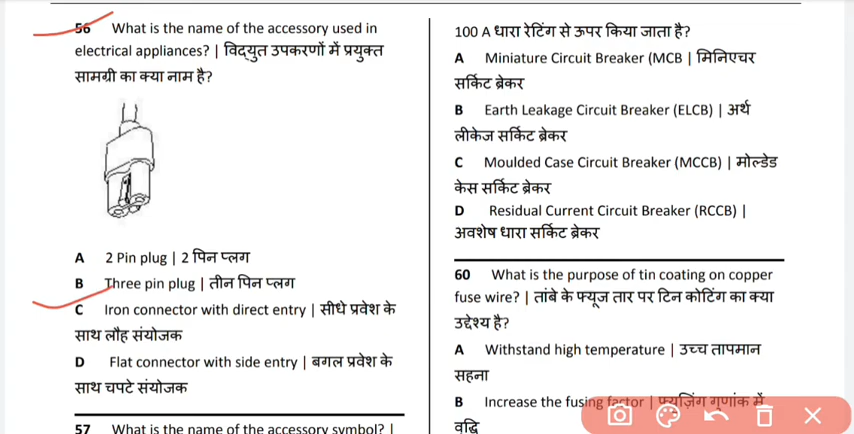 56 What is the name of the accessory used in
electrical appliances? | विद्युत उपकरणों में प्रयुक्त
सामग्री का क्या नाम है?
A 2 Pin plug | 2 पिन प्लग
B Three pin plug | तीन पिन प्लग
C Iron connector with direct entry | सीधे प्रवेश के
साथ लौह संयोजक
D Flat connector with side entry | बगल प्रवेश के
साथ चपटे संयोजक
57 What is the name of the accessory symbol? |
100 A धारा रेटिंग से ऊपर किया जाता है?
A Miniature Circuit Breaker (MCB | मिनिएचर
सर्किट ब्रेकर
B Earth Leakage Circuit Breaker (ELCB) | अर्थ
लीकेज सर्किट ब्रेकर
C Moulded Case Circuit Breaker (MCCB) | मोल्डेड
केस सर्किट ब्रेकर
D Residual Current Circuit Breaker (RCCB) |
अवशेष धारा सर्किट ब्रेकर
60 What is the purpose of tin coating on copper
fuse wire? | तांबे के फ्यूज तार पर टिन कोटिंग का क्या
उद्देश्य है?
A Withstand high temperature | उच्च तापमान
सहना
B Increase the fusing factor | फ्यूजिंग गुणांक में
वृद्धि